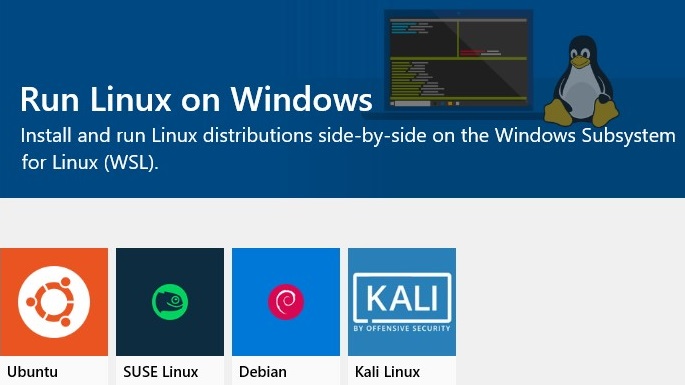 Run Linux on Windows
Install and run Linux distributions side-by-side on the Windows Subsystem
for Linux (WSL).
KALI
BY OFFENSIVE SECURITY
Ubuntu
SUSE Linux
Debian
Kali Linux